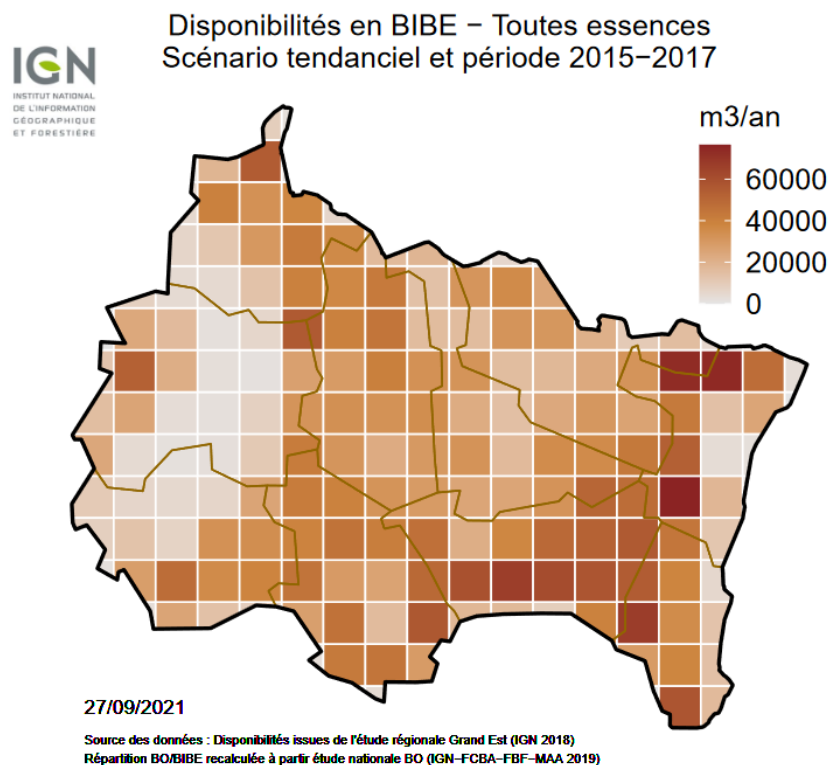 Disponibilités en BIBE − Toutes essences
Scénario tendanciel et période 2015−2017
IGN
INSTITUT NATIONAL
DE L'INFORMATION
GÉOGRAPHIQUE
ET FORESTIÈRE
m3/an
60000
40000
20000
0
27/09/2021
Source des données : Disponibilités issues de l'étude régionale Grand Est (IGN 2018)
Répartition BO/BIBE recalculée à partir étude nationale BO (IGN−FCBA−FBF−MAA 2019)